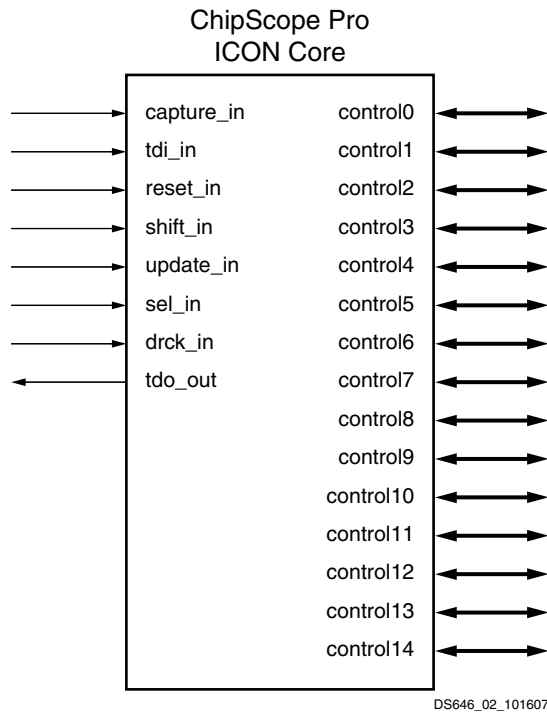 ChipScope Pro
ICON Core
capture_in control0
tdi_in control1
reset_in control2
shift_in control3
update_in control4
sel_in control5
drck_in control6
tdo_out control7
control8
control9
control10
control11
control12
control13
control14
DS646_02_101607